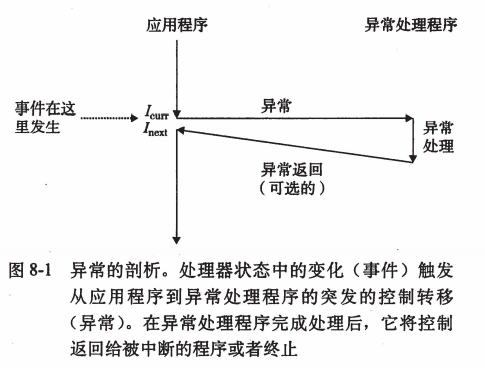 应用程序
异常处理程序
事件在这
里发生
Icurr
Inext
异常
异常
处理
异常返回
（可选的）
图 8-1 异常的剖析。处理器状态中的变化（事件）触发
从应用程序到异常处理程序的突发的控制转移
（异常）。在异常处理程序完成处理后，它将控制
返回给被中断的程序或者终止